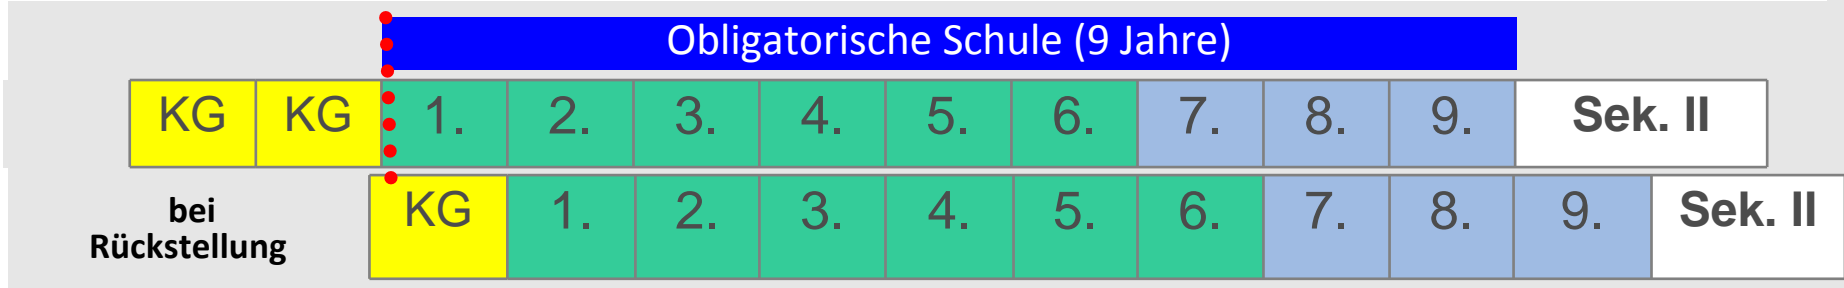 Obligatorische Schule (9 Jahre)
KG KG 1. 2. 3. 4. 5. 6. 7. 8. 9. Sek. II
bei
Rückstellung
KG 1. 2. 3. 4. 5. 6. 7. 8. 9. Sek. II